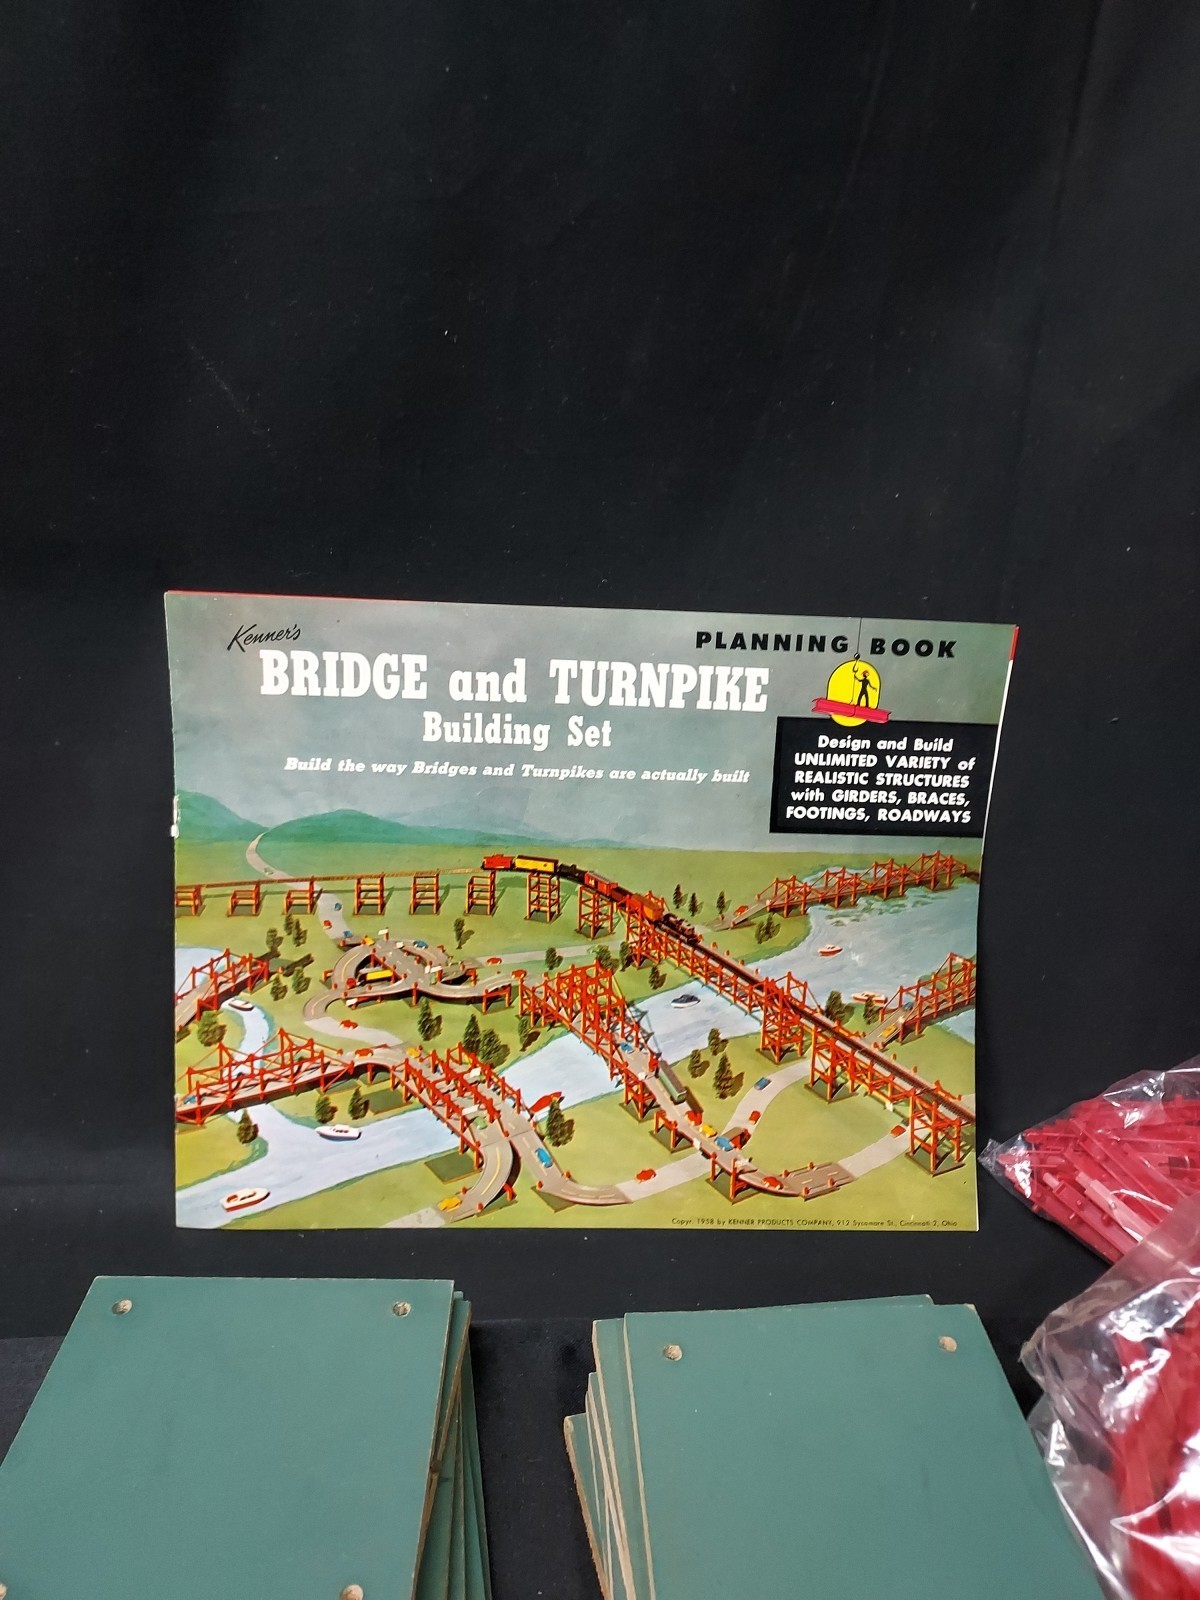 Kenner's
PLANNING BOOK
BRIDGE and TURNPIKE
Building Set
Build the way Bridges and Turnpikes are actually built
Design and Build
UNLIMITED VARIETY of
REALISTIC STRUCTURES
with GIRDERS, BRACES,
FOOTINGS, ROADWAYS
Copyr. 1958 by KENNER PRODUCTS COMPANY, 912 Sycamore St., Cincinnati 2, Ohio